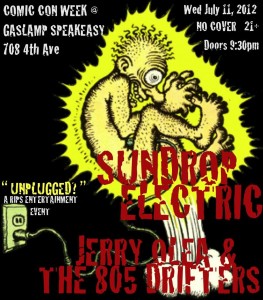 COMIC CON WEEK @
GASLAMP SPEAKEASY
708 4th Ave
Wed July 11, 2012
NO COVER 21+
Doors 9:30pm
SUNDROP
ELECTRIC
"UNPLUGGED!"
A RIPS ENTERTAINMENT
EVENT
JERRY OLEA &
THE 805 DRIFTERS